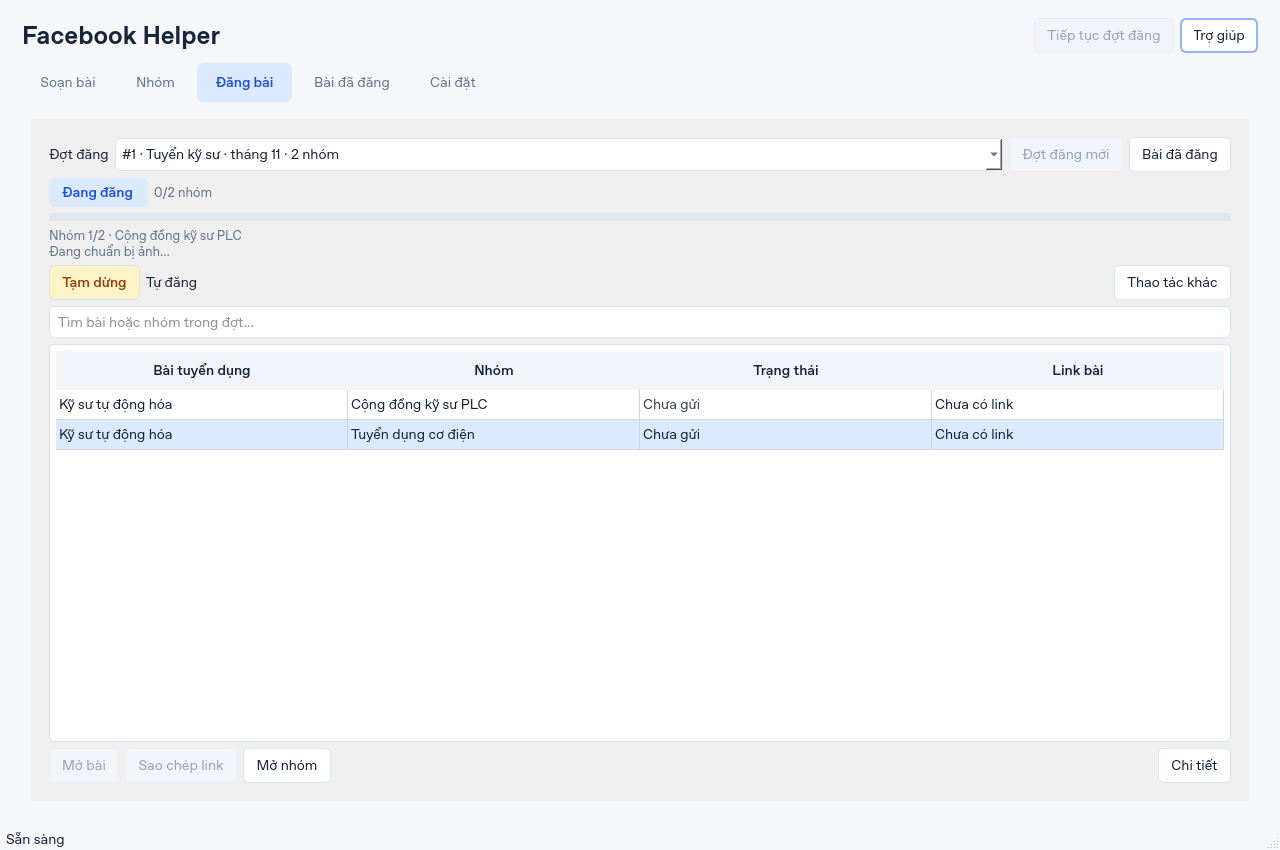 Facebook Helper
Tiếp tục đợt đăng
Trợ giúp
Soạn bài
Nhóm
Đăng bài
Bài đã đăng
Cài đặt
Đợt đăng
#1 · Tuyển kỹ sư · tháng 11 · 2 nhóm
Đợt đăng mới
Bài đã đăng
Đang đăng
0/2 nhóm
Nhóm 1/2 · Cộng đồng kỹ sư PLC
Đang chuẩn bị ảnh...
Tạm dừng
Tự đăng
Thao tác khác
Tìm bài hoặc nhóm trong đợt...
Bài tuyển dụng
Nhóm
Trạng thái
Link bài
Kỹ sư tự động hóa
Cộng đồng kỹ sư PLC
Chưa gửi
Chưa có link
Kỹ sư tự động hóa
Tuyển dụng cơ điện
Chưa gửi
Chưa có link
Mở bài
Sao chép link
Mở nhóm
Chi tiết
Sẵn sàng